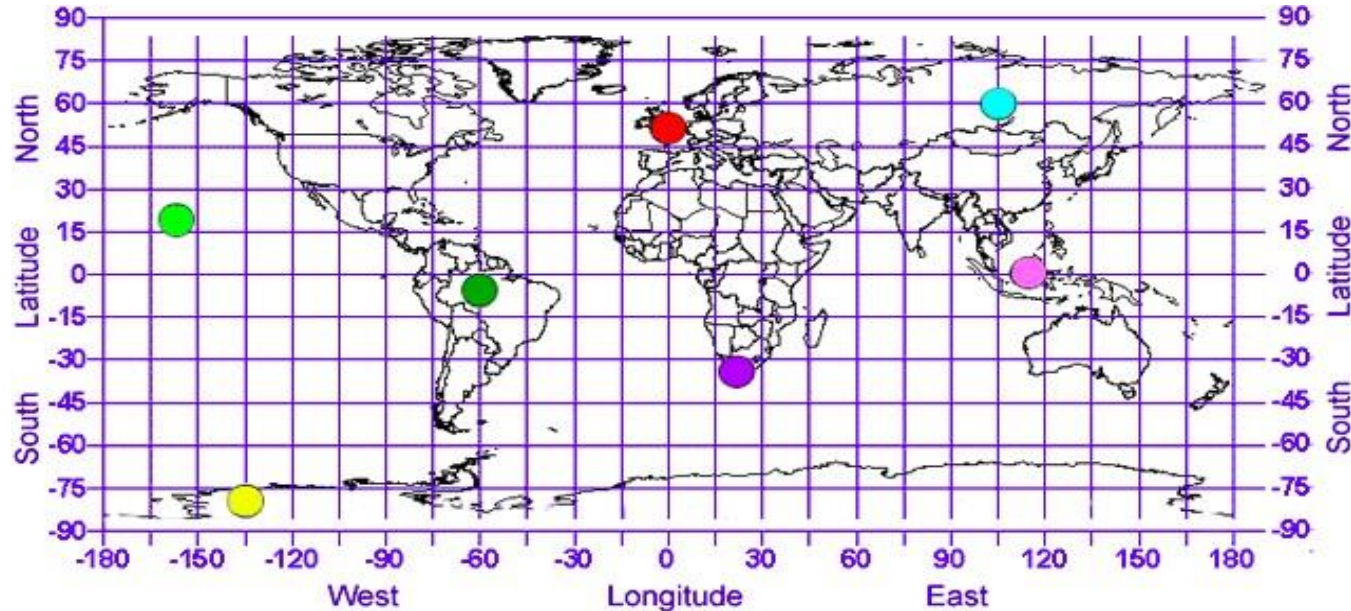 90 90
75 75
60 60
45 45
30 30
15 15
0 0
-15 -15
-30 -30
-45 -45
-60 -60
-75 -75
-90 -90
North
Latitude
South
North
Latitude
South
-180 -150 -120 -90 -60 -30 0 30 60 90 120 150 180
West Longitude East